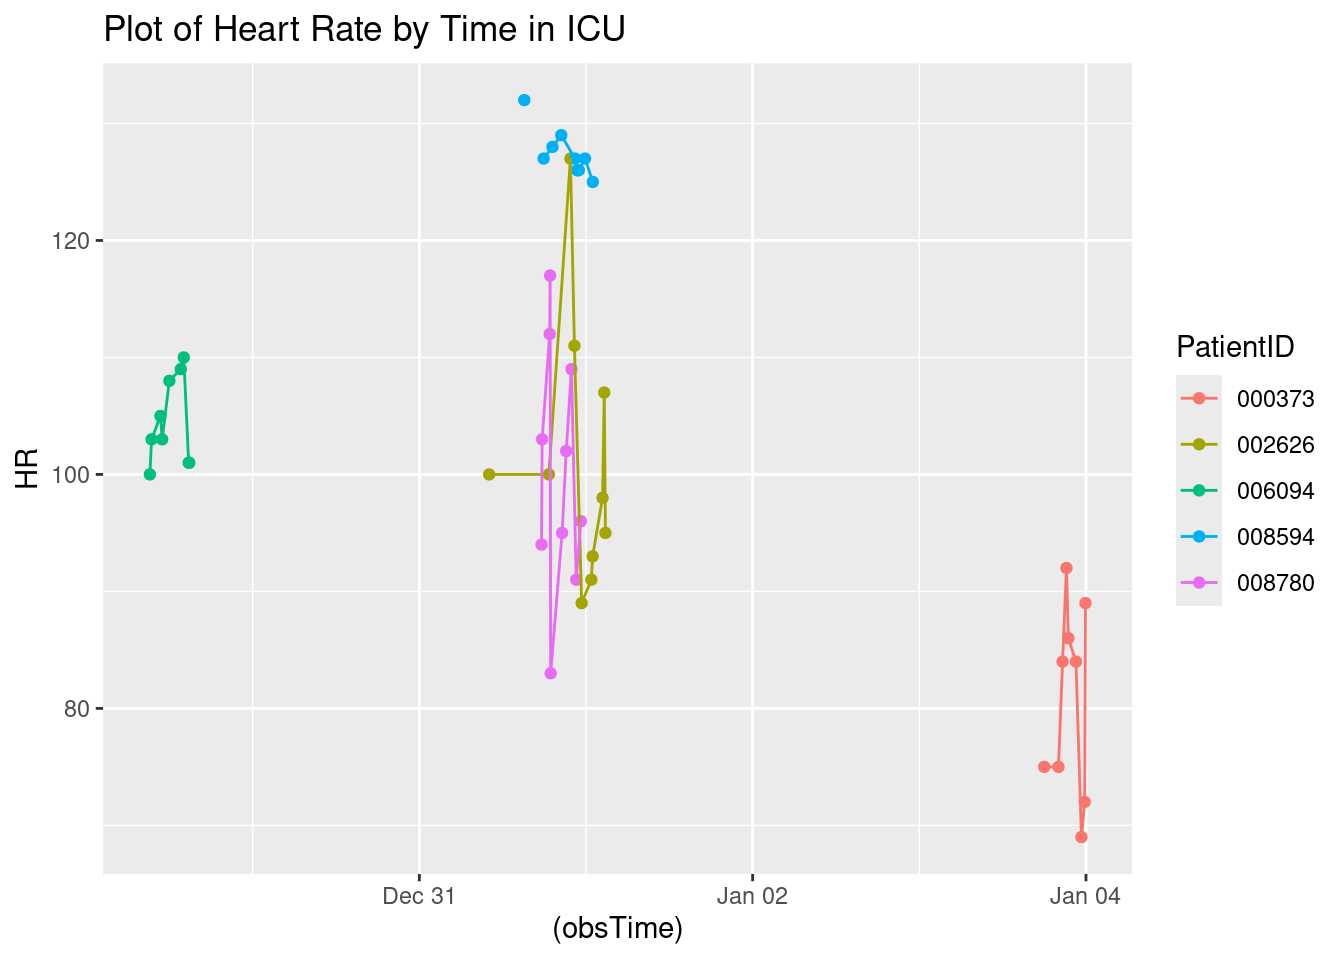 Plot of Heart Rate by Time in ICU
HR
120
100
80
Dec 31
Jan 02
Jan 04
(obsTime)
PatientID
000373
002626
006094
008594
008780